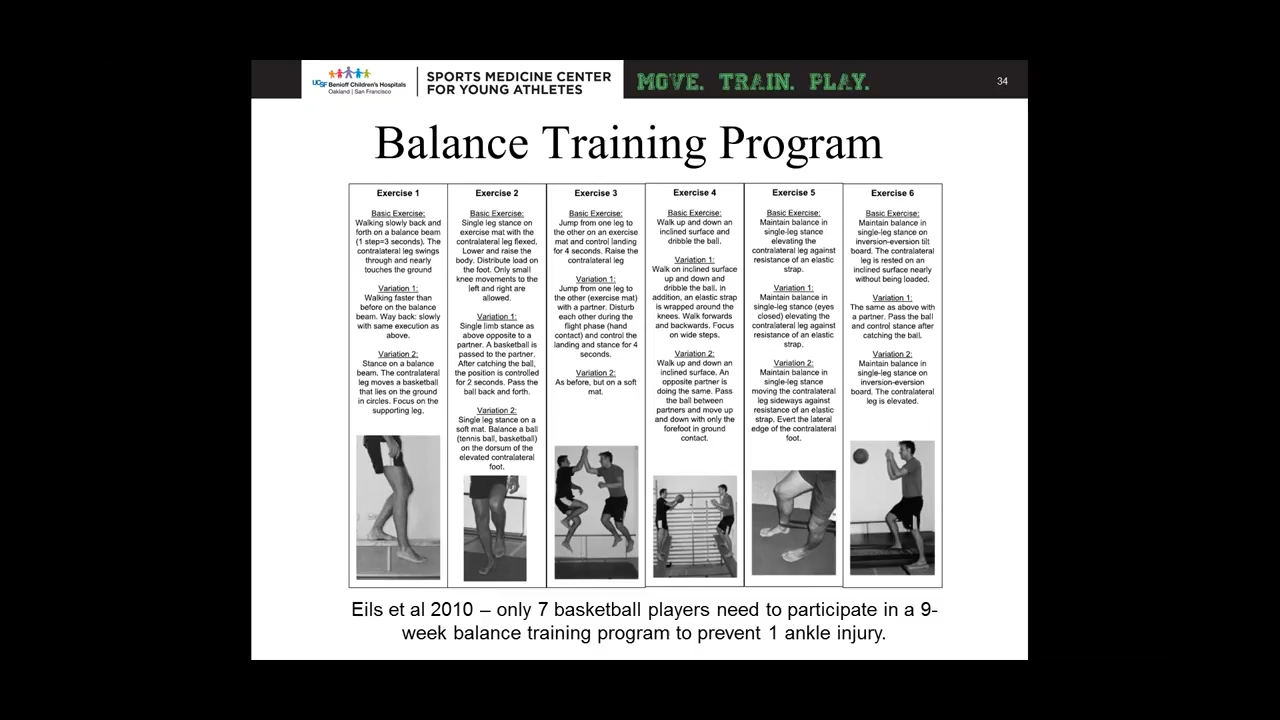 UCSF Benioff Children's Hospitals
Oakland | San Francisco
SPORTS MEDICINE CENTER
FOR YOUNG ATHLETES
MOVE. TRAIN. PLAY.
34
Balance Training Program
Exercise 1
Basic Exercise:
Walking slowly back and
forth on a balance beam
(1 step=3 seconds). The
contralateral leg swings
through and nearly
touches the ground
Variation 1:
Walking faster than
before on the balance
beam. Way back: slowly
with same execution as
above.
Variation 2:
Stance on a balance
beam. The contralateral
leg moves a basketball
that lies on the ground
in circles. Focus on the
supporting leg.
Exercise 2
Basic Exercise:
Single leg stance on
exercise mat with the
contralateral leg flexed.
Lower and raise the
body. Distribute load on
the foot. Only small
knee movements to the
left and right are
allowed.
Variation 1:
Single limb stance as
above opposite to a
partner. A basketball is
passed to the partner.
After catching the ball,
the position is controlled
for 2 seconds. Pass the
ball back and forth.
Variation 2:
Single leg stance on a
soft mat. Balance a ball
(tennis ball, basketball)
on the dorsum of the
elevated contralateral
foot.
Exercise 3
Basic Exercise:
Jump from one leg to
the other on an exercise
mat and control landing
for 4 seconds. Raise the
contralateral leg
Variation 1:
Jump from one leg to
the other (exercise mat)
with a partner. Disturb
each other during the
flight phase (hand
contact) and control the
landing and stance for 4
seconds.
Variation 2:
As before, but on a soft
mat.
Exercise 4
Basic Exercise:
Walk up and down an
inclined surface and
dribble the ball.
Variation 1:
Walk on inclined surface
up and down and
dribble the ball, in
addition, an elastic strap
is wrapped around the
knees. Walk forwards
and backwards. Focus
on wide steps.
Variation 2:
Walk up and down an
inclined surface. An
opposite partner is
doing the same. Pass
the ball between
partners and move up
and down with only the
forefoot in ground
contact.
Exercise 5
Basic Exercise:
Maintain balance in
single-leg stance
elevating the
contralateral leg against
resistance of an elastic
strap.
Variation 1:
Maintain balance in
single-leg stance (eyes
closed) elevating the
contralateral leg against
resistance of an elastic
strap.
Variation 2:
Maintain balance in
single-leg stance
moving the contralateral
leg sideways against
resistance of an elastic
strap. Evert the lateral
edge of the contralateral
foot.
Exercise 6
Basic Exercise:
Maintain balance in
single-leg stance on
inversion-eversion tilt
board. The contralateral
leg is rested on an
inclined surface nearly
without being loaded.
Variation 1:
The same as above with
a partner. Pass the ball
and control stance after
catching the ball.
Variation 2:
Maintain balance in
single-leg stance on
inversion-eversion
board. The contralateral
leg is elevated.
Eils et al 2010 – only 7 basketball players need to participate in a 9-
week balance training program to prevent 1 ankle injury.